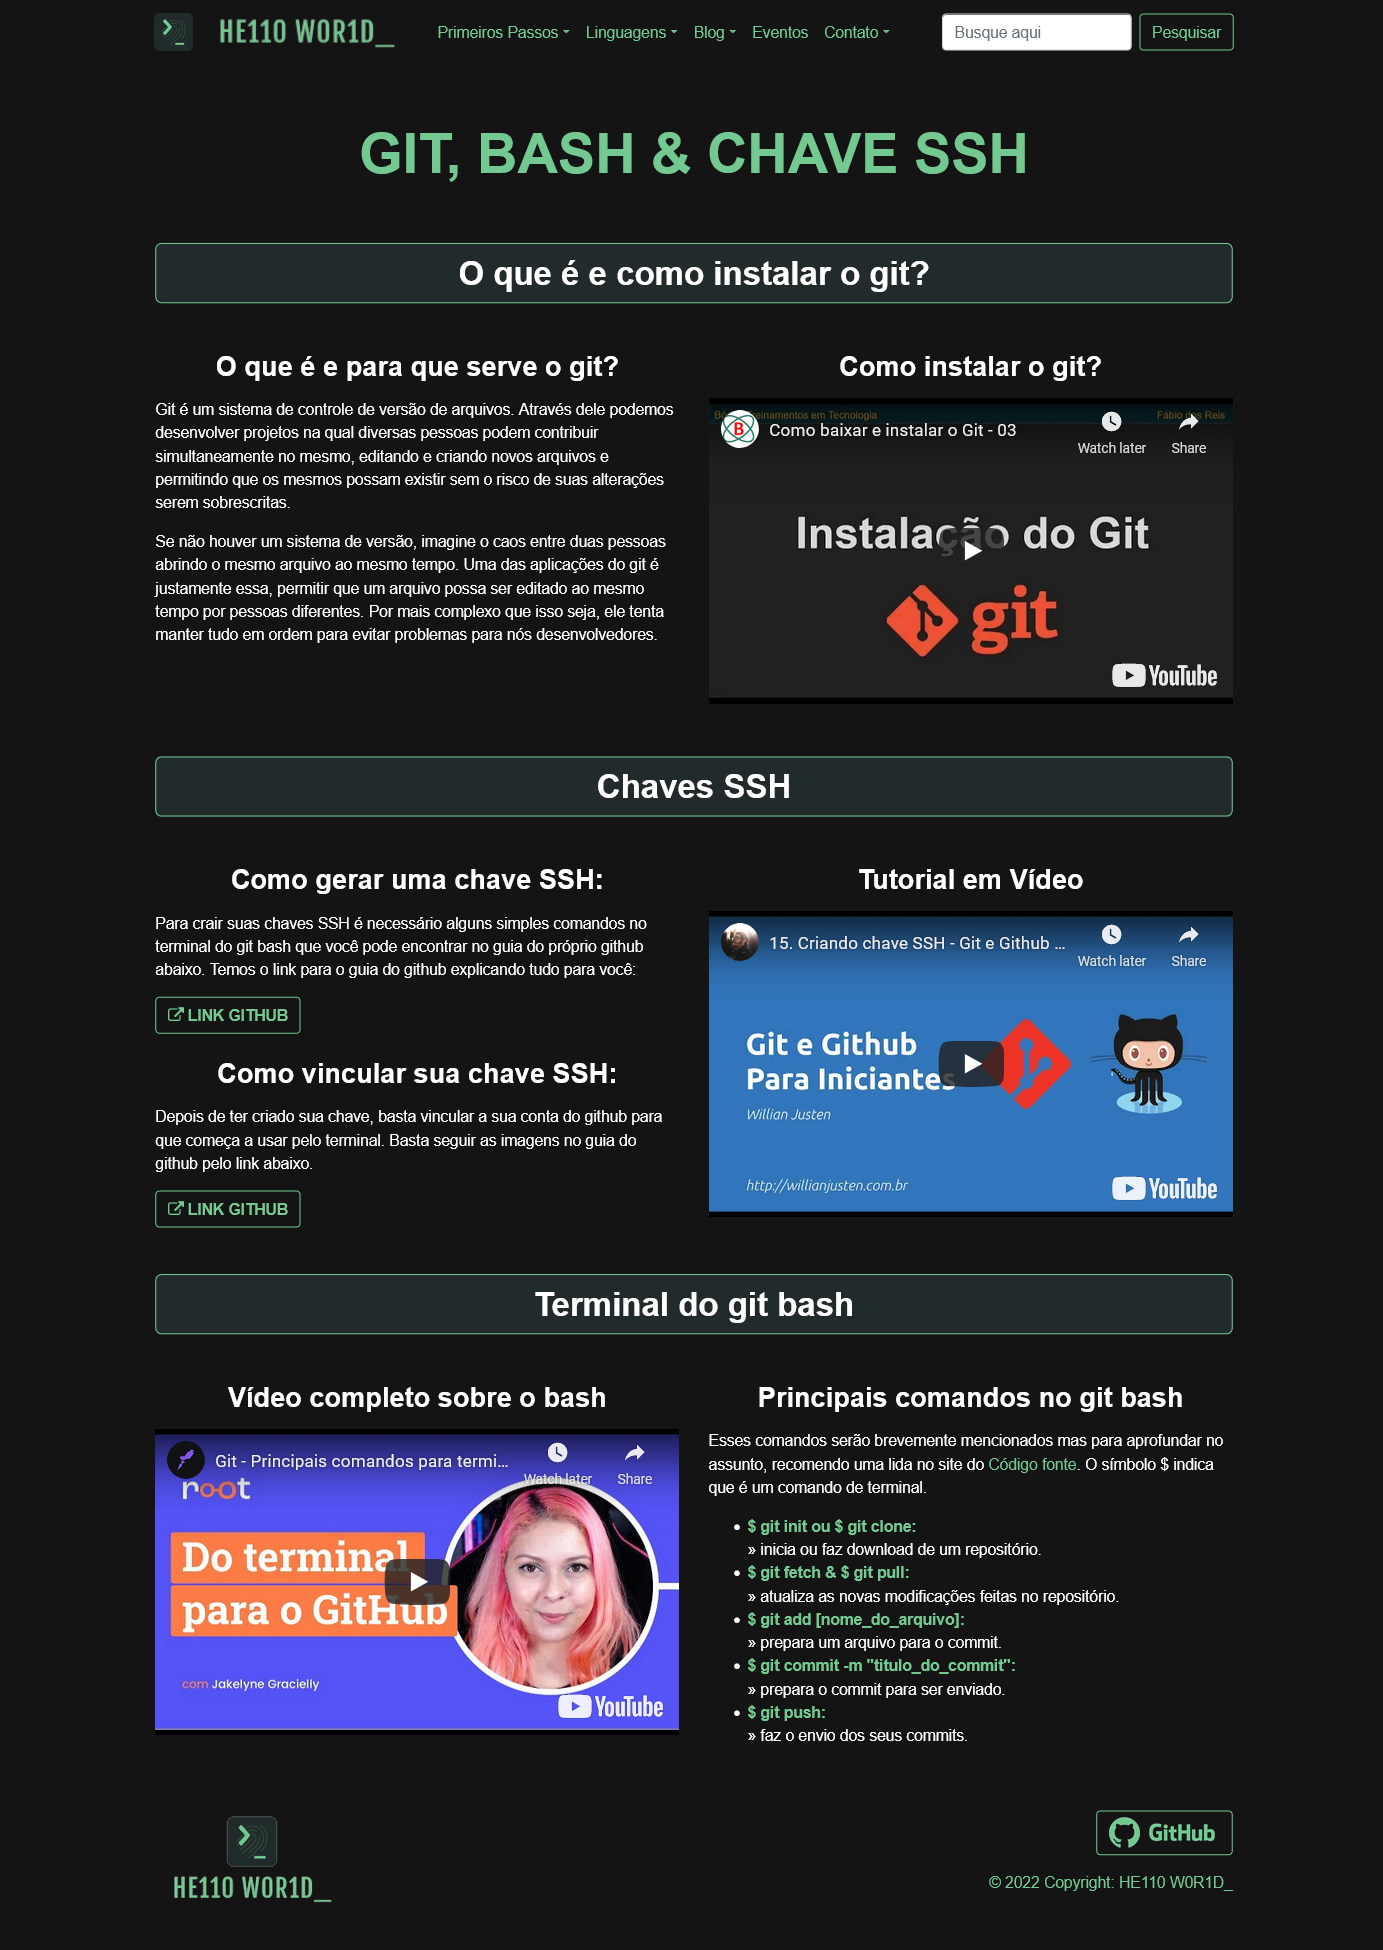 HE110 W0R1D_
Primeiros Passos
Linguagens
Blog
Eventos
Contato
Busque aqui
Pesquisar
GIT, BASH & CHAVE SSH
O que é e como instalar o git?
O que é e para que serve o git?
Git é um sistema de controle de versão de arquivos. Através dele podemos
desenvolver projetos na qual diversas pessoas podem contribuir
simultaneamente no mesmo, editando e criando novos arquivos e
permitindo que os mesmos possam existir sem o risco de suas alterações
serem sobrescritas.
Se não houver um sistema de versão, imagine o caos entre duas pessoas
abrindo o mesmo arquivo ao mesmo tempo. Uma das aplicações do git é
justamente essa, permitir que um arquivo possa ser editado ao mesmo
tempo por pessoas diferentes. Por mais complexo que isso seja, ele tenta
manter tudo em ordem para evitar problemas para nós desenvolvedores.
Como instalar o git?
em Tecnologia
Fábio dos Reis
B
Como baixar e instalar o Git - 03
Watch later
Share
Instalação do Git
git
YouTube
Chaves SSH
Como gerar uma chave SSH:
Para crair suas chaves SSH é necessário alguns simples comandos no
terminal do git bash que você pode encontrar no guia do próprio github
abaixo. Temos o link para o guia do github explicando tudo para você:
LINK GITHUB
Como vincular sua chave SSH:
Depois de ter criado sua chave, basta vincular a sua conta do github para
que começa a usar pelo terminal. Basta seguir as imagens no guia do
github pelo link abaixo.
LINK GITHUB
Tutorial em Vídeo
15. Criando chave SSH - Git e Github ...
Watch later
Share
Git e Github
Para Iniciantes
Willian Justen
http://willianjusten.com.br
YouTube
Terminal do git bash
Vídeo completo sobre o bash
Git - Principais comandos para termi...
Watch later
Share
root
Do terminal
para o GitHub
com Jakelyne Gracielly
YouTube
Principais comandos no git bash
Esses comandos serão brevemente mencionados mas para aprofundar no
assunto, recomendo uma lida no site do Código fonte. O símbolo $ indica
que é um comando de terminal.
• $ git init ou $ git clone:
» inicia ou faz download de um repositório.
• $ git fetch & $ git pull:
» atualiza as novas modificações feitas no repositório.
• $ git add [nome_do_arquivo]:
» prepara um arquivo para o commit.
• $ git commit -m "titulo_do_commit":
» prepara o commit para ser enviado.
• $ git push:
» faz o envio dos seus commits.
HE110 W0R1D_
GitHub
© 2022 Copyright: HE110 W0R1D_